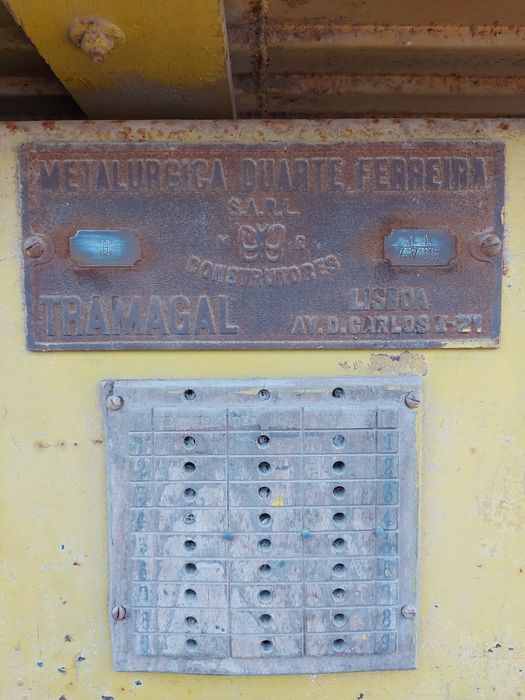 METALURGICA DUARTE FERREIRA
S.A.R.L.
M R.
CONSTRUTORES
TRAMAGAL
LISBOA
AV. D. CARLOS I-21
1 1
2 2
3 3
4 4
5 5
6 6
7 7
8 8
9 9